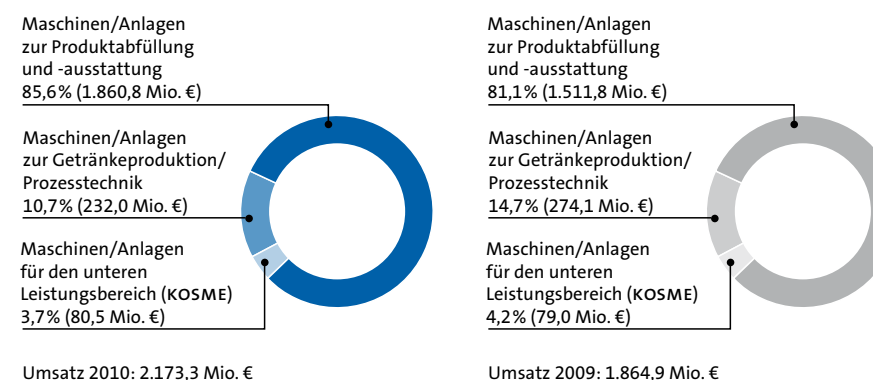 Maschinen/Anlagen
zur Produktabfüllung
und -ausstattung
85,6% (1.860,8 Mio. €)
Maschinen/Anlagen
zur Getränkeproduktion/
Prozesstechnik
10,7% (232,0 Mio. €)
Maschinen/Anlagen
für den unteren
Leistungsbereich (KOSME)
3,7% (80,5 Mio. €)
Umsatz 2010: 2.173,3 Mio. €
Maschinen/Anlagen
zur Produktabfüllung
und -ausstattung
81,1% (1.511,8 Mio. €)
Maschinen/Anlagen
zur Getränkeproduktion/
Prozesstechnik
14,7% (274,1 Mio. €)
Maschinen/Anlagen
für den unteren
Leistungsbereich (KOSME)
4,2% (79,0 Mio. €)
Umsatz 2009: 1.864,9 Mio. €